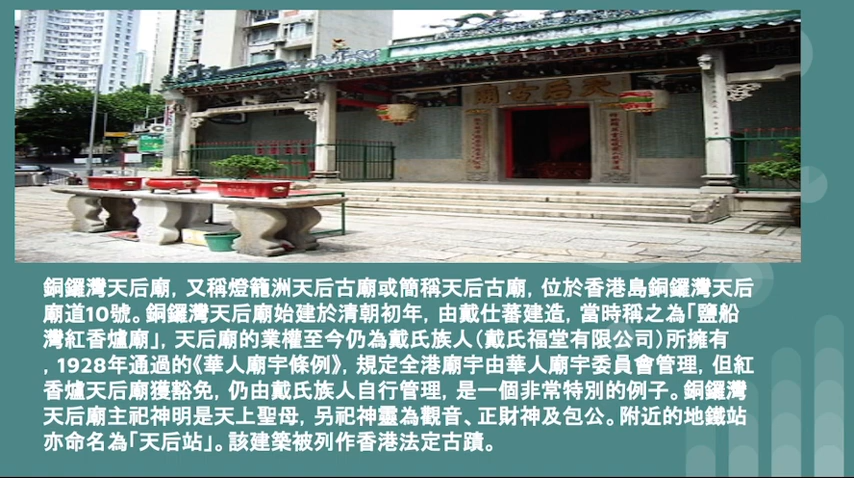 天后古廟
銅鑼灣天后廟，又稱燈籠洲天后古廟或簡稱天后古廟，位於香港島銅鑼灣天后
廟道10號。銅鑼灣天后廟始建於清朝初年，由戴仕蕃建造，當時稱之為「鹽船
灣紅香爐廟」，天后廟的業權至今仍為戴氏族人（戴氏福堂有限公司）所擁有
，1928年通過的《華人廟宇條例》，規定全港廟宇由華人廟宇委員會管理，但紅
香爐天后廟獲豁免，仍由戴氏族人自行管理，是一個非常特別的例子。銅鑼灣
天后廟主祀神明是天上聖母，另祀神靈為觀音、正財神及包公。附近的地鐵站
亦命名為「天后站」。該建築被列作香港法定古蹟。